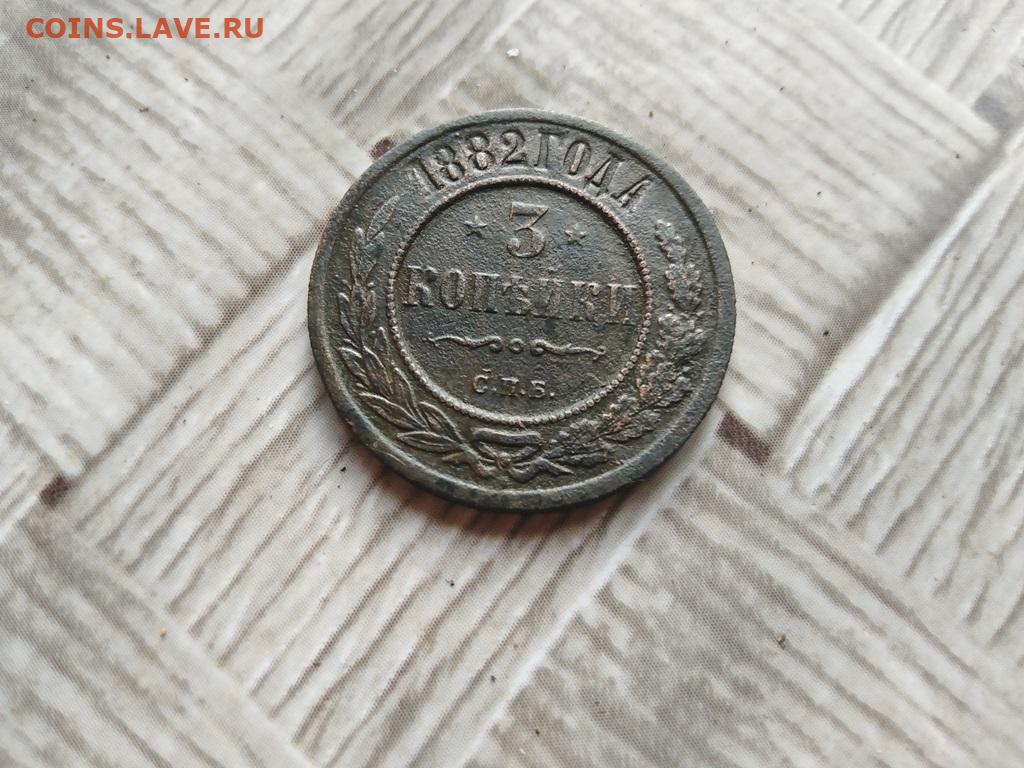 COINS.LAVE.RU
1882 ГОДА
3
КОПѢЙКИ
С.П.Б.